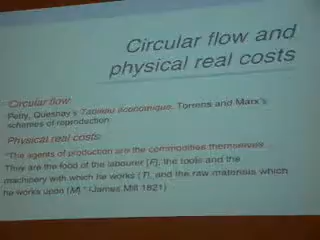 Circular flow and
physical real costs
Circular flow
Petty, Quesnay's Tableau économique, Torrens and Marx's
schemes of reproduction
Physical real costs
"The agents of production are the commodities themselves...
They are the food of the labourer [F], the tools and the
machinery with which he works [T], and the raw materials which
he works upon [M]." (James Mill 1821)